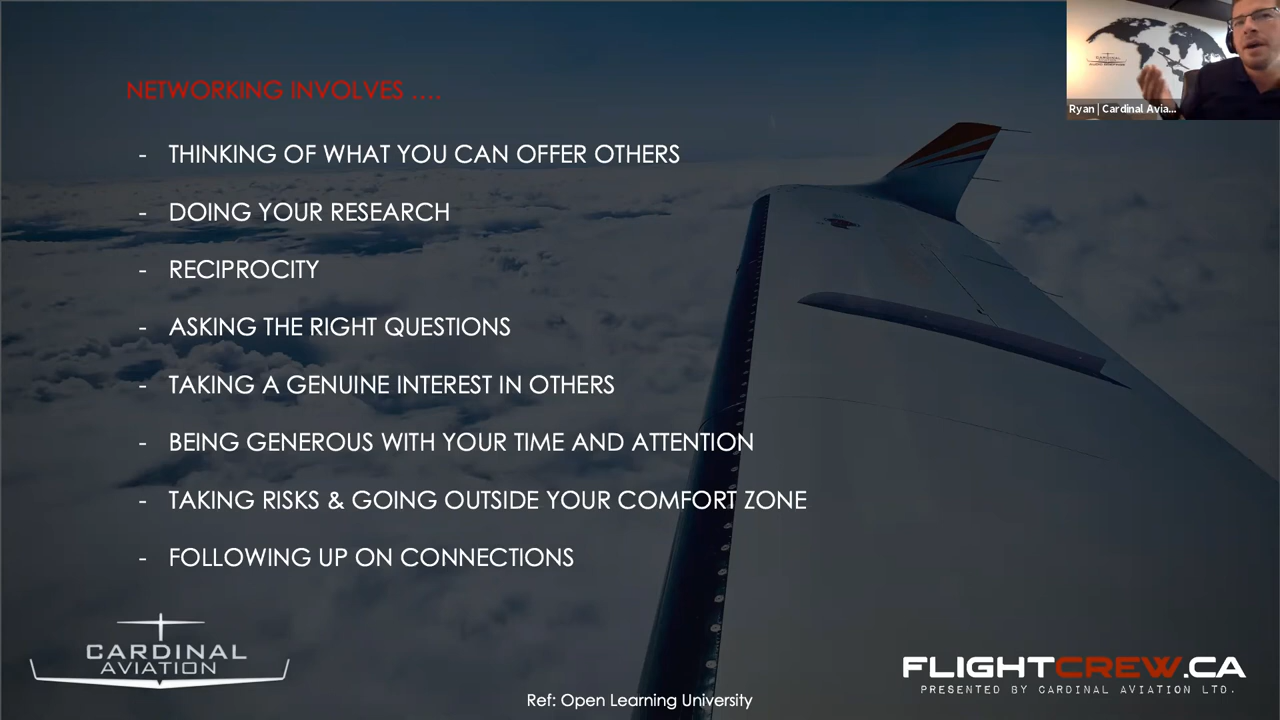 NETWORKING INVOLVES ....
- THINKING OF WHAT YOU CAN OFFER OTHERS
- DOING YOUR RESEARCH
- RECIPROCITY
- ASKING THE RIGHT QUESTIONS
- TAKING A GENUINE INTEREST IN OTHERS
- BEING GENEROUS WITH YOUR TIME AND ATTENTION
- TAKING RISKS & GOING OUTSIDE YOUR COMFORT ZONE
- FOLLOWING UP ON CONNECTIONS
Ryan | Cardinal Avia...
CARDINAL
AVIATION
FLIGHTCREW.CA
PRESENTED BY CARDINAL AVIATION LTD.
Ref: Open Learning University